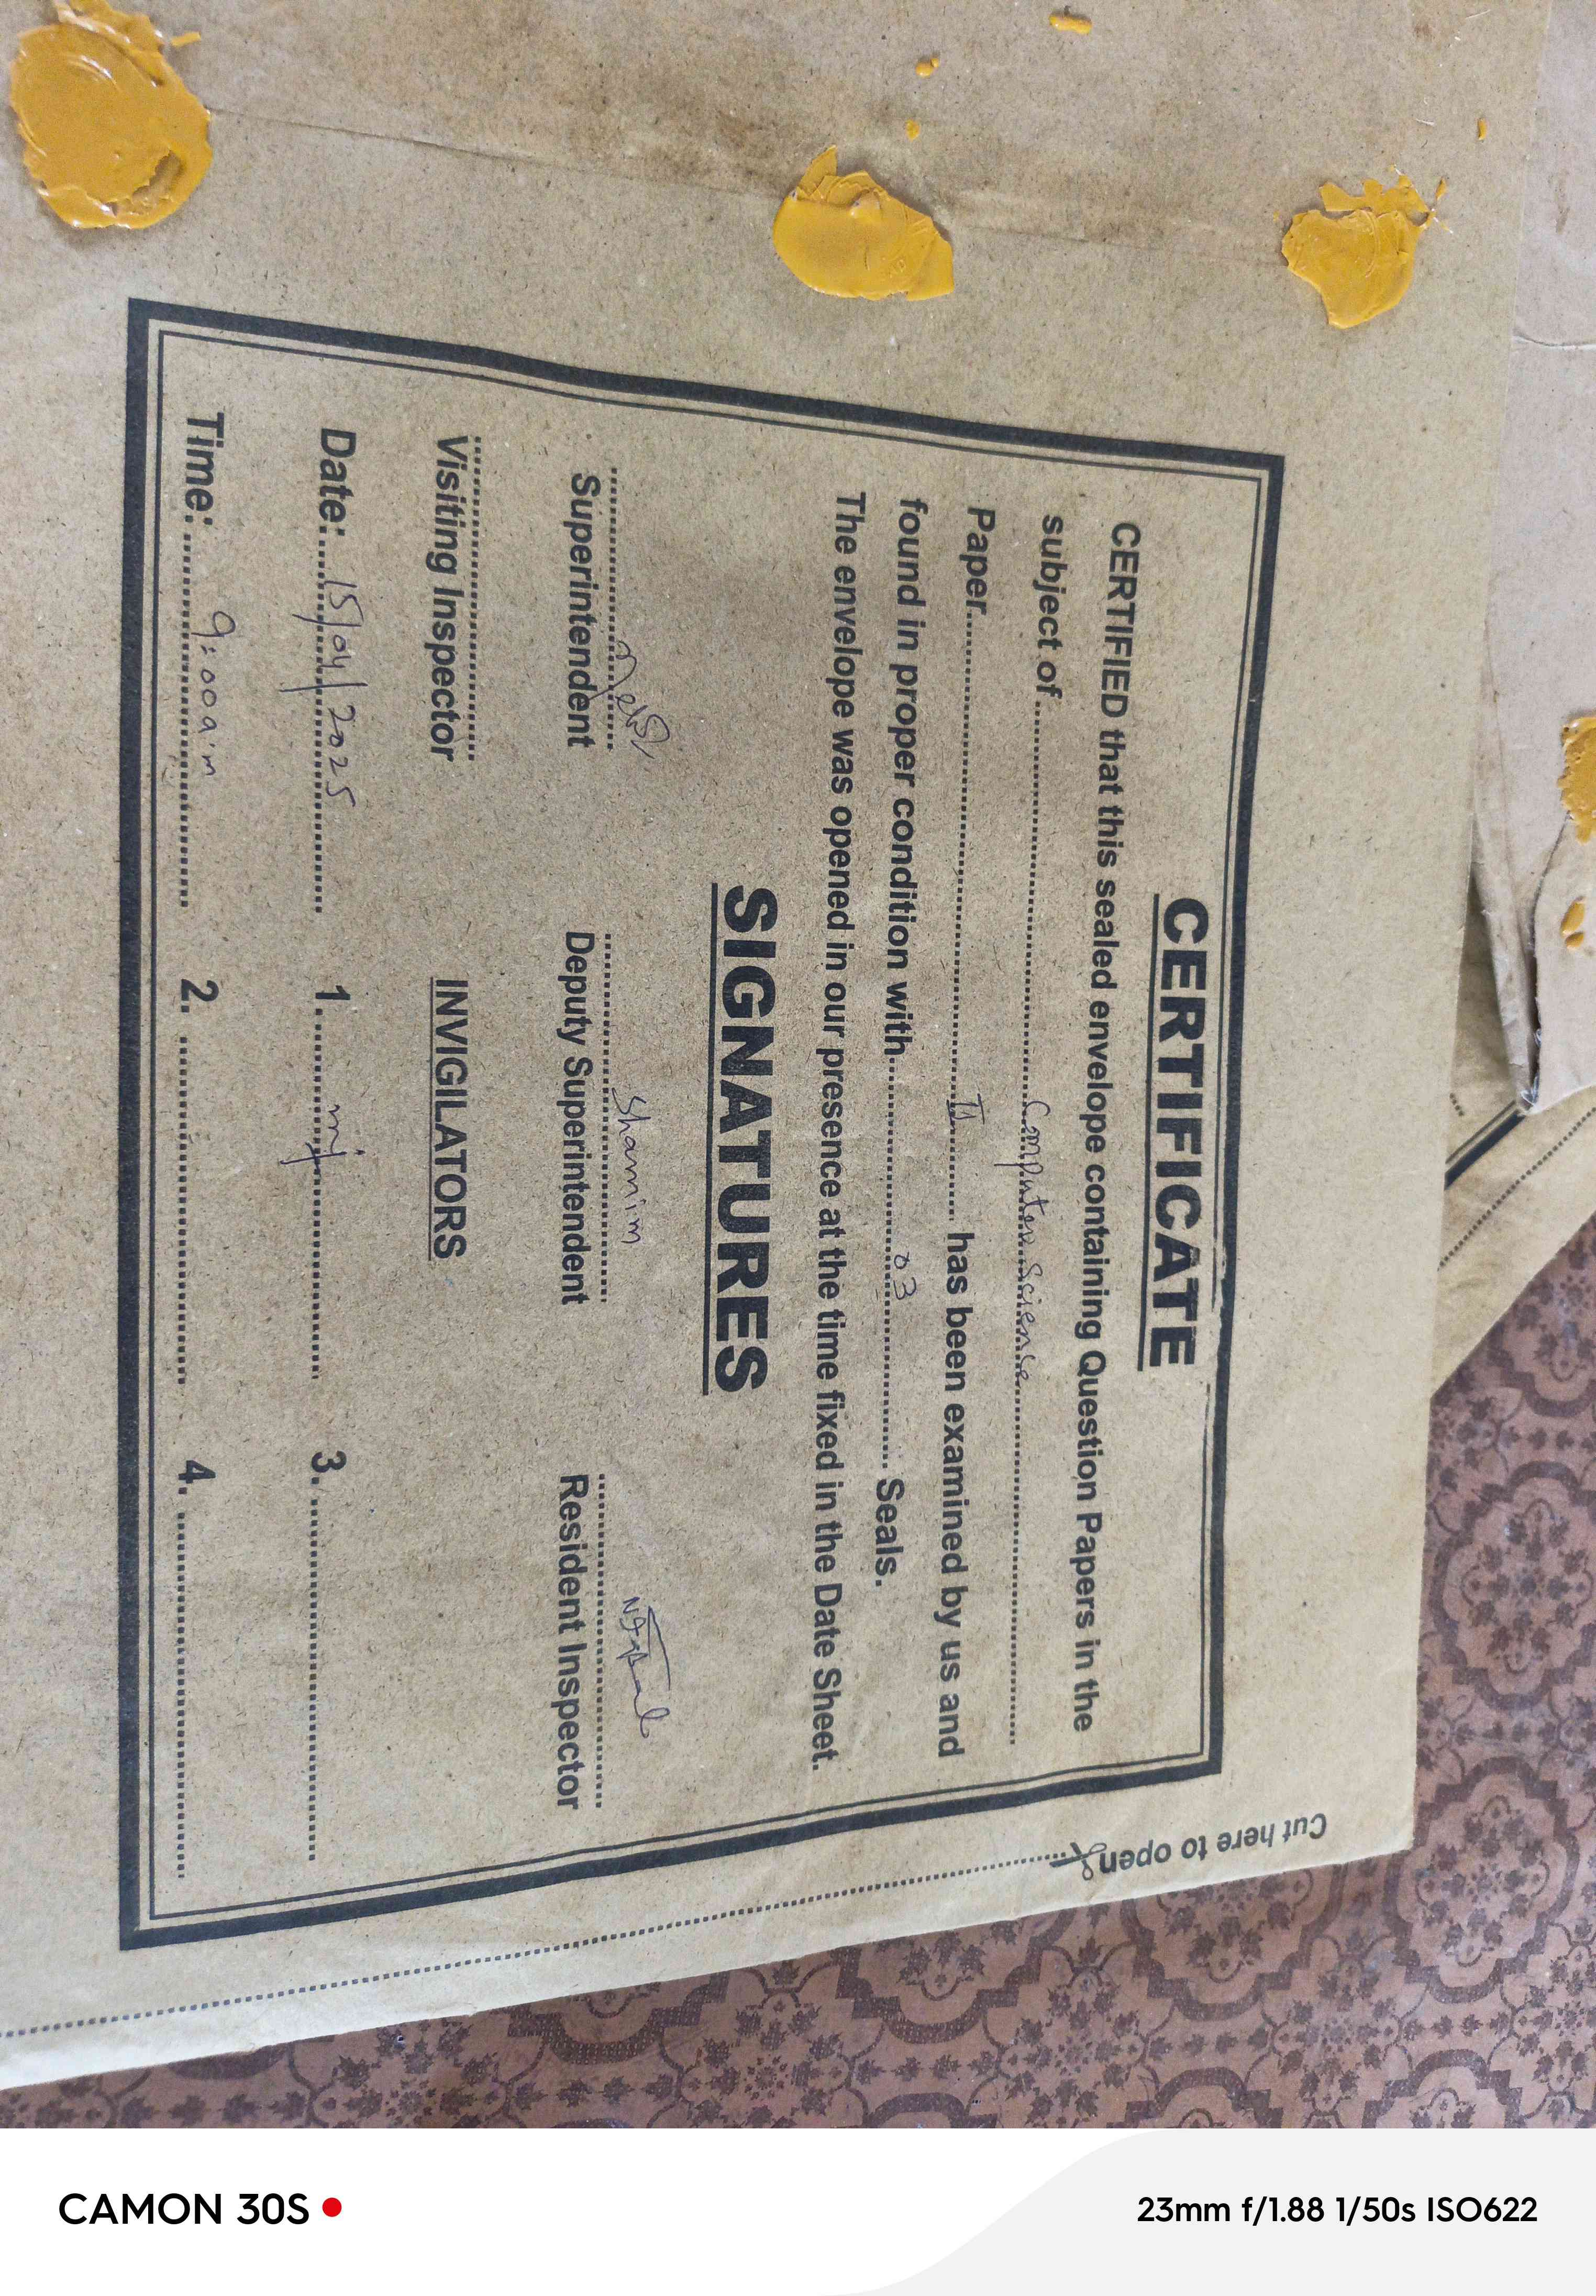 CERTIFICATE
CERTIFIED that this sealed envelope containing Question Papers in the
subject of Computer Science
Paper II has been examined by us and
found in proper condition with 03 Seals.
The envelope was opened in our presence at the time fixed in the Date Sheet.
SIGNATURES
Shamim
Superintendent Deputy Superintendent Resident Inspector
Visiting Inspector INVIGILATORS
Date: 15/04/2025 1. 3.
Time: 9:00 a.m 2. 4.
Cut here to open
CAMON 30S
23mm f/1.88 1/50s ISO622